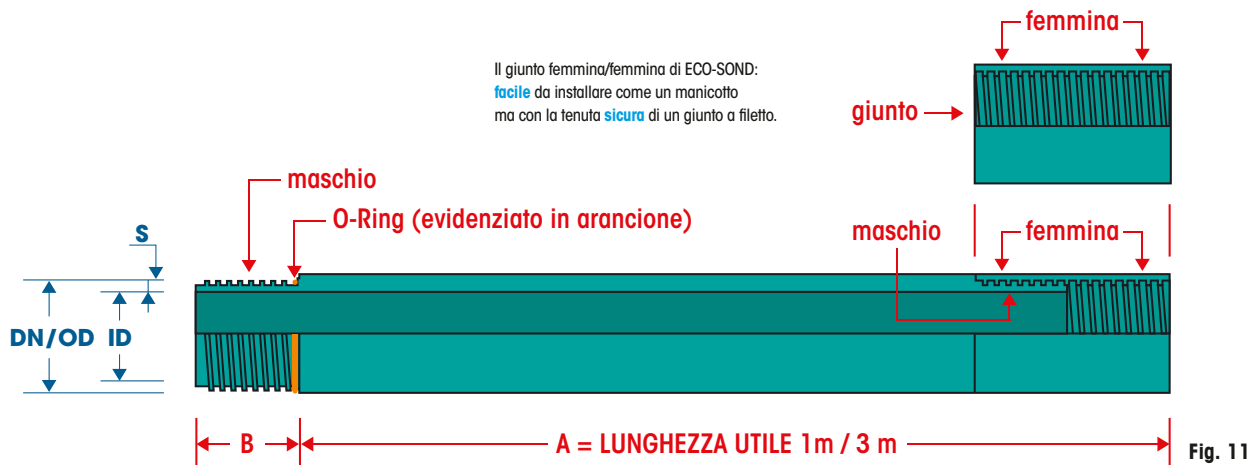 femmina
Il giunto femmina/femmina di ECO-SOND:
facile da installare come un manicotto
ma con la tenuta sicura di un giunto a filetto.
giunto
maschio
O-Ring (evidenziato in arancione)
S
maschio
femmina
DN/OD
ID
B
A = LUNGHEZZA UTILE 1m / 3 m
Fig. 11